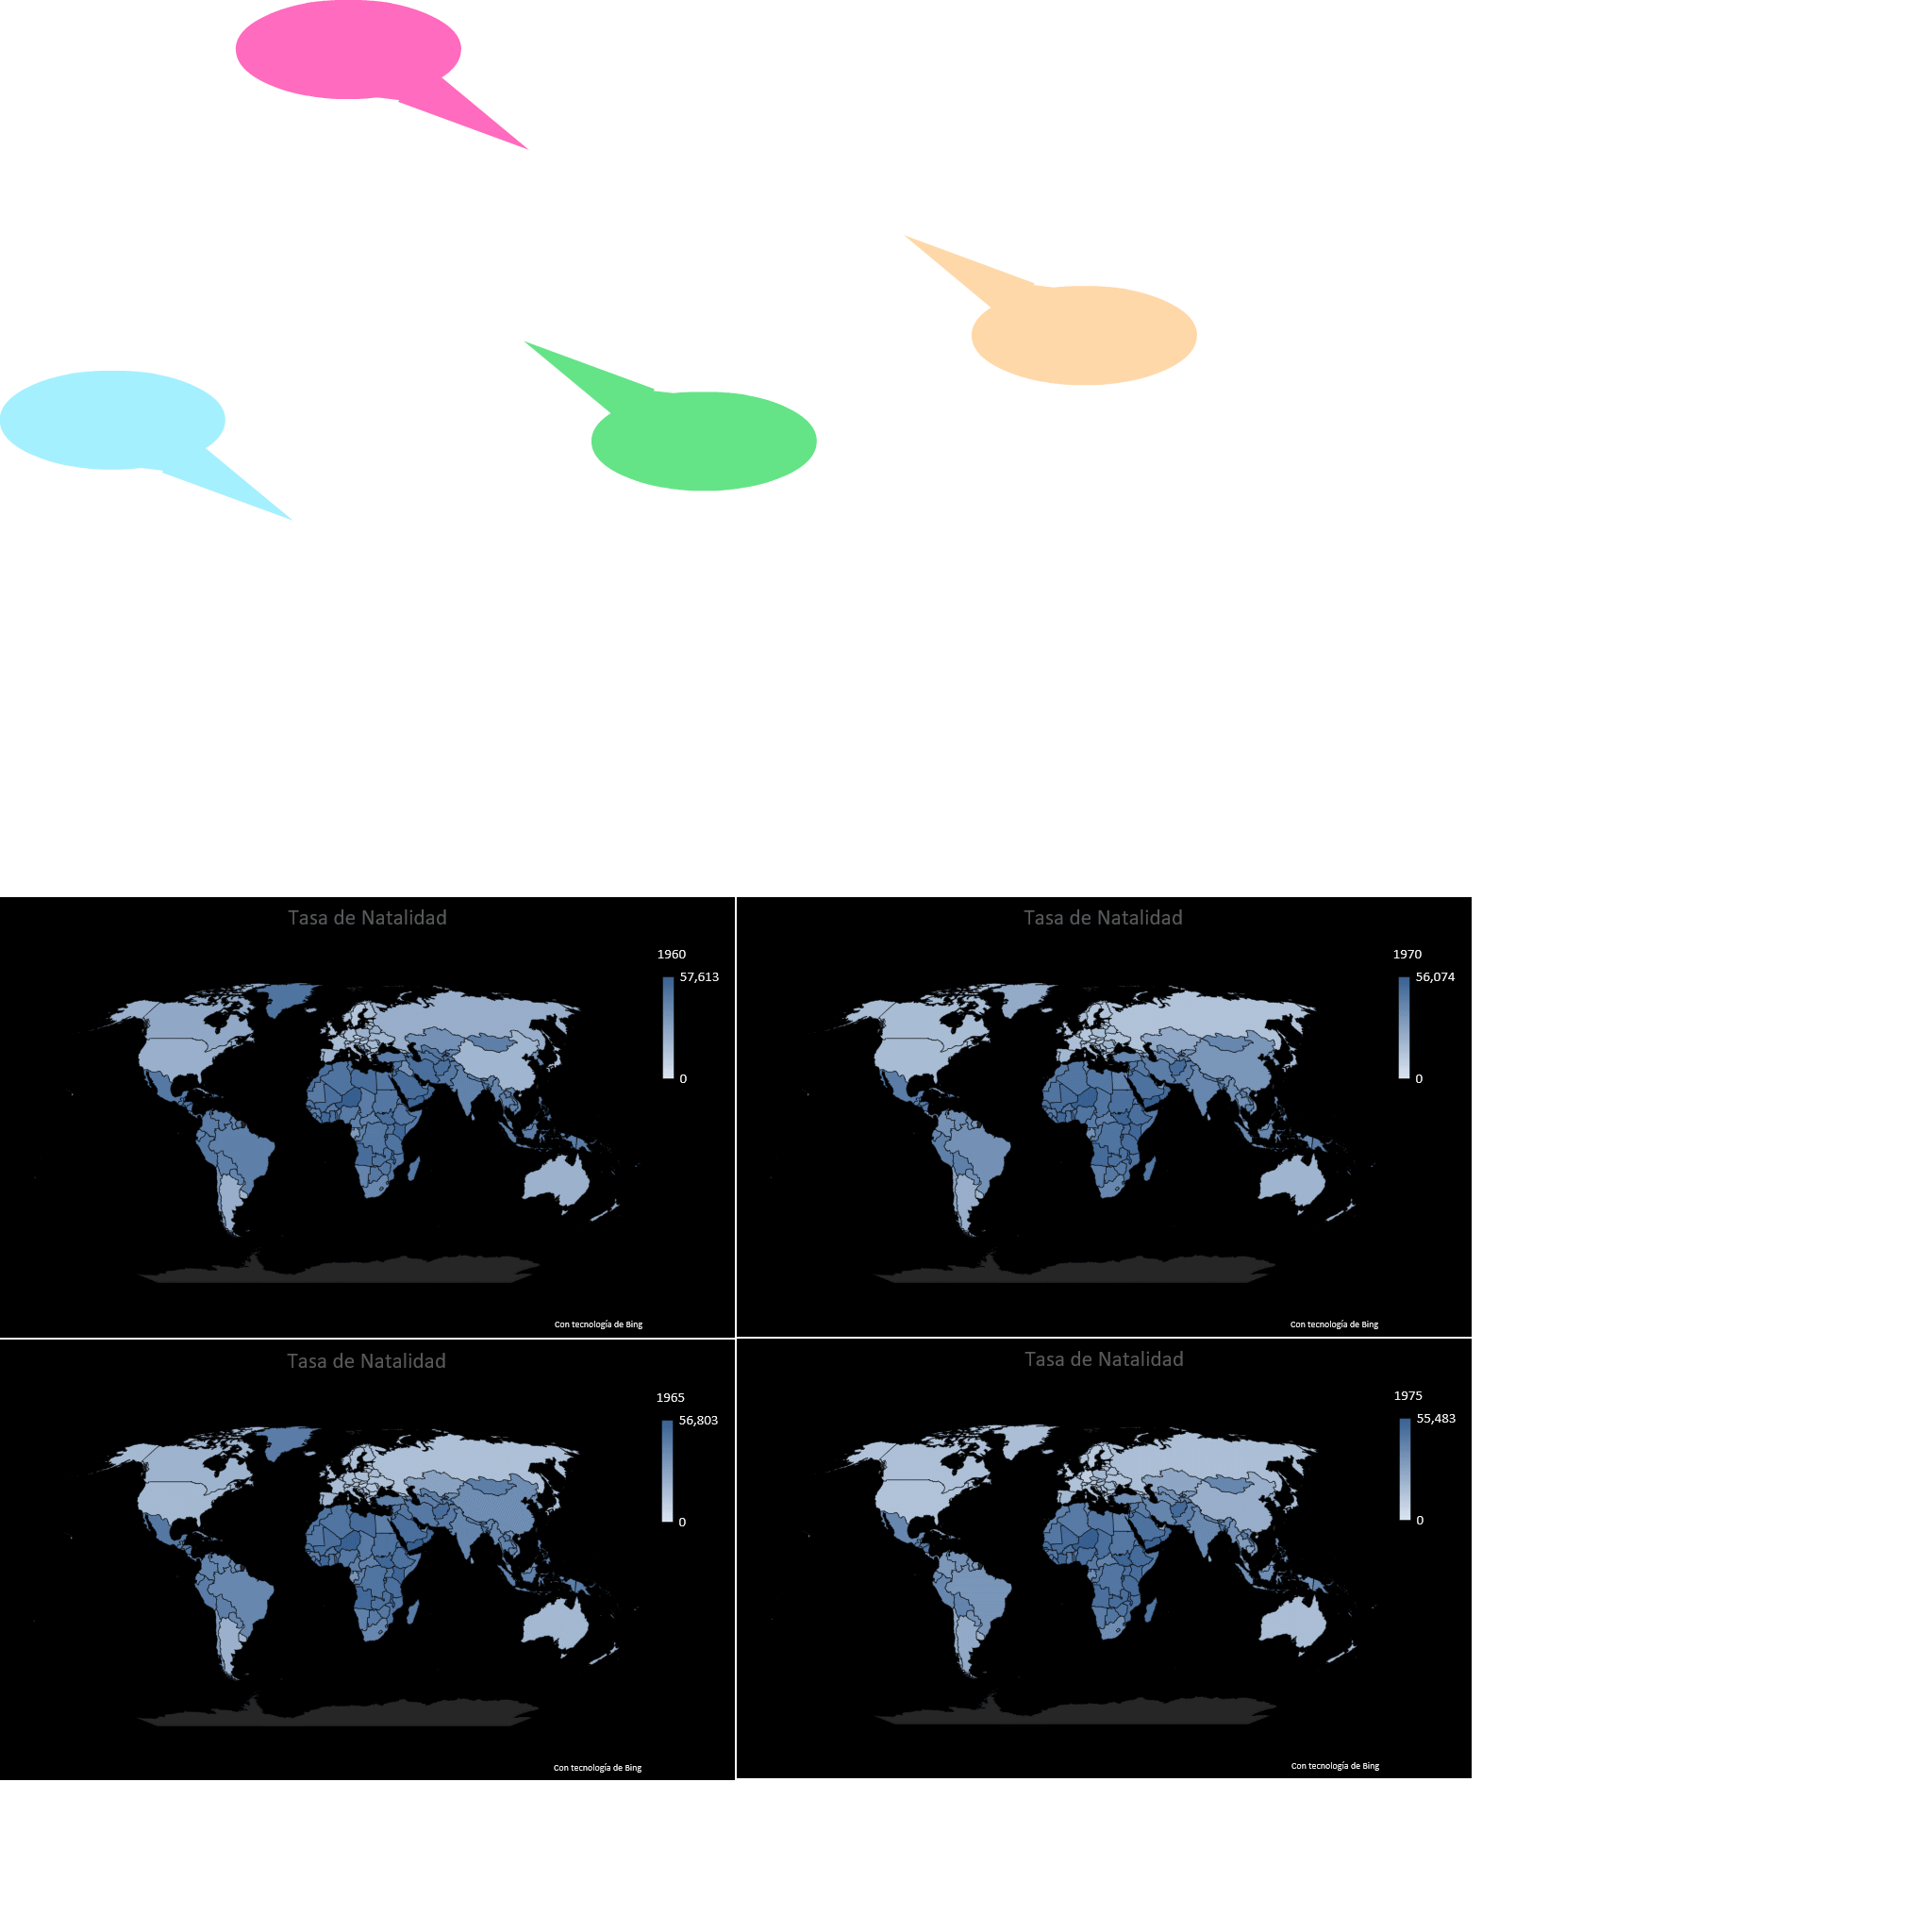 Tasa de Natalidad
1960
57,613
0
Con tecnología de Bing
Tasa de Natalidad
1970
56,074
0
Con tecnología de Bing
Tasa de Natalidad
1965
56,803
0
Con tecnología de Bing
Tasa de Natalidad
1975
55,483
0
Con tecnología de Bing